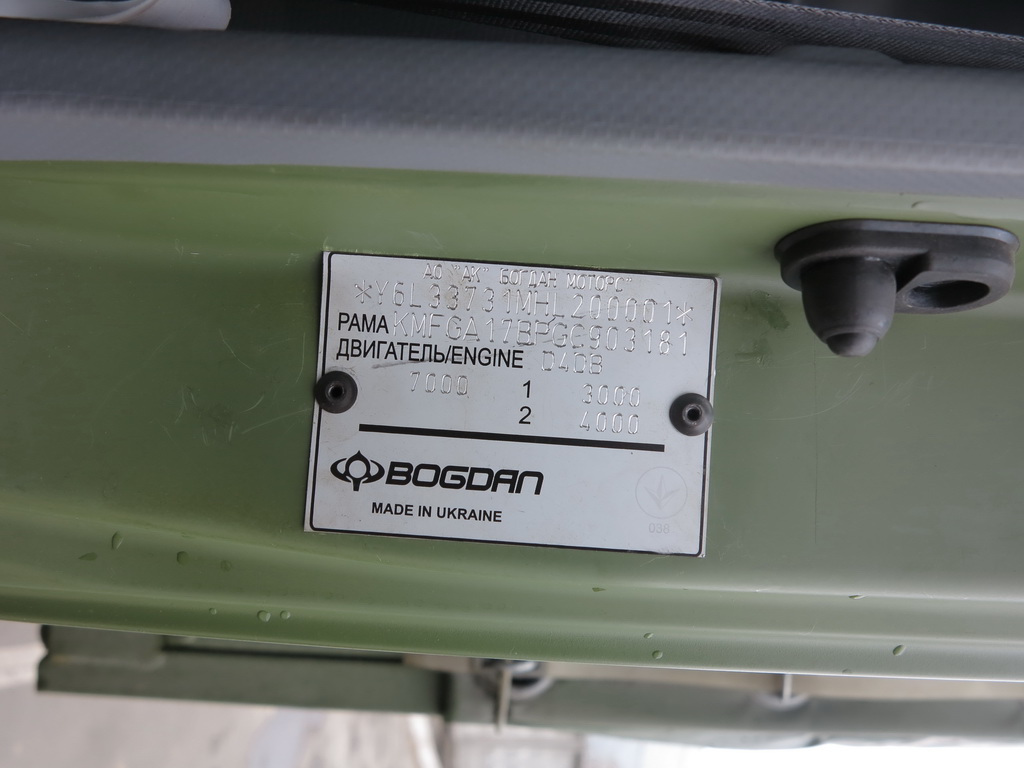 АО "АК" БОГДАН МОТОРС"
*Y6L33731MHL200001*
РАМА KMFGA17BPGC903181
ДВИГАТЕЛЬ/ENGINE D4DB
7000 1 3000
2 4000
BOGDAN
MADE IN UKRAINE
038